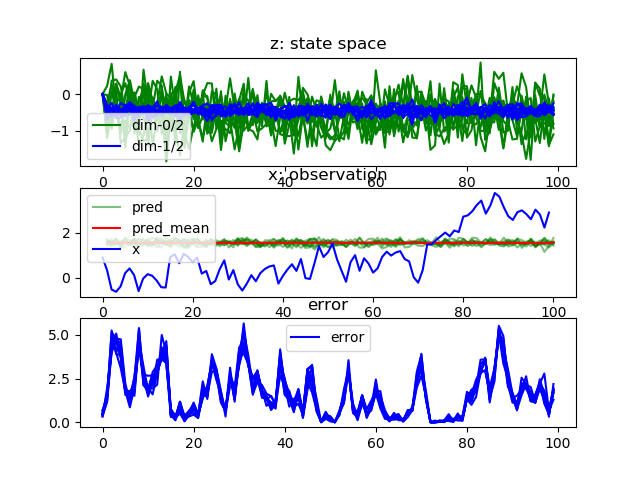 z: state space
0
−1
dim-0/2
dim-1/2
0 20 40 60 80 100
x: observation
2
0
pred
pred_mean
x
0 20 40 60 80 100
error
5.0
2.5
0.0
error
0 20 40 60 80 100